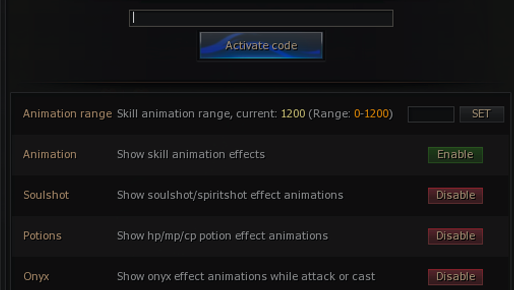 Activate code
Animation range Skill animation range, current: 1200 (Range: 0-1200) SET
Animation Show skill animation effects Enable
Soulshot Show soulshot/spiritshot effect animations Disable
Potions Show hp/mp/cp potion effect animations Disable
Onyx Show onyx effect animations while attack or cast Disable